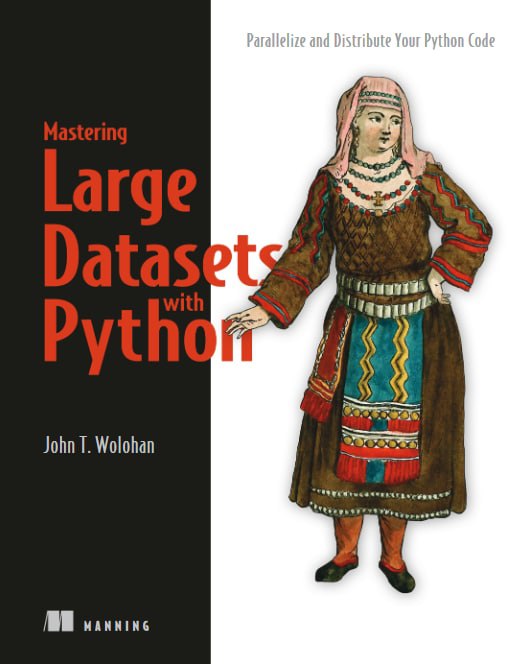 Parallelize and Distribute Your Python Code
Mastering
Large
Datasets
with
Python
John T. Wolohan
MANNING